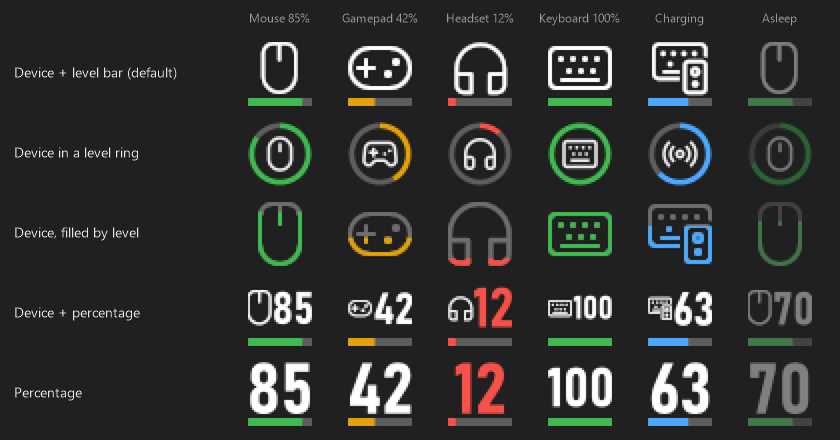 Mouse 85% Gamepad 42% Headset 12% Keyboard 100% Charging Asleep
Device + level bar (default)
Device in a level ring
Device, filled by level
Device + percentage 85 42 12 100 63 70
Percentage 85 42 12 100 63 70